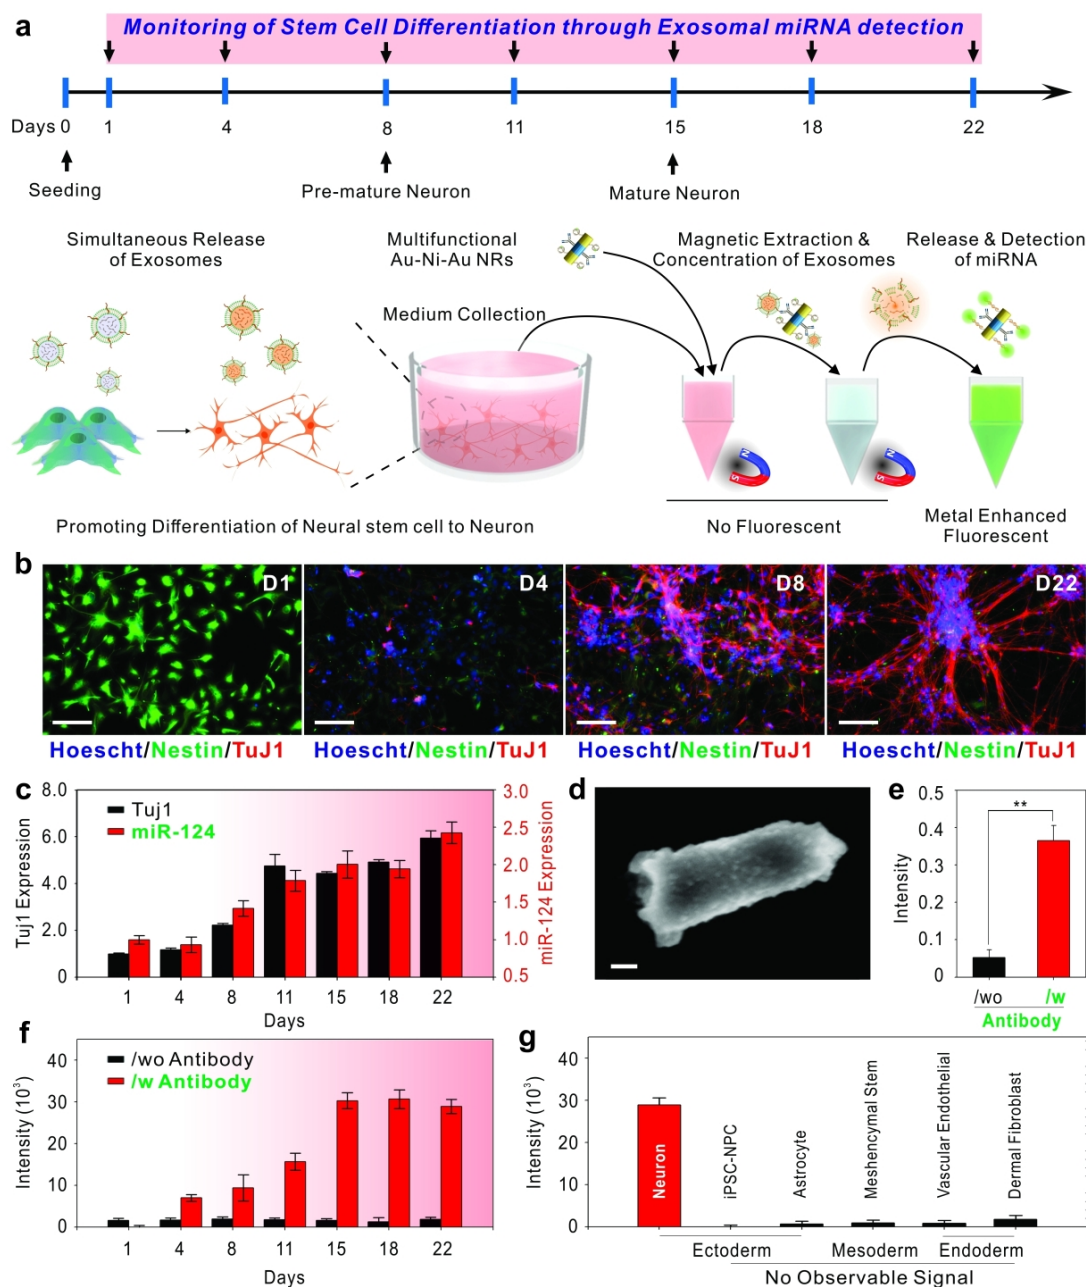 a
Monitoring of Stem Cell Differentiation through Exosomal miRNA detection
Days 0 1 4 8 11 15 18 22
Seeding
Pre-mature Neuron
Mature Neuron
Simultaneous Release
of Exosomes
Multifunctional
Au-Ni-Au NRs
Magnetic Extraction &
Concentration of Exosomes
Release & Detection
of miRNA
Medium Collection
N
S
N
S
Promoting Differentiation of Neural stem cell to Neuron
No Fluorescent
Metal Enhanced
Fluorescent
b
D1
D4
D8
D22
Hoescht/Nestin/TuJ1
Hoescht/Nestin/TuJ1
Hoescht/Nestin/TuJ1
Hoescht/Nestin/TuJ1
c
Tuj1
miR-124
Tuj1 Expression
8.0
6.0
4.0
2.0
0
miR-124 Expression
3.0
2.5
2.0
1.5
1.0
0.5
1 4 8 11 15 18 22
Days
d
e
Intensity
0.5
0.4
0.3
0.2
0.1
0
**
/wo /w
Antibody
f
/wo Antibody
/w Antibody
Intensity (10³)
40
30
20
10
0
1 4 8 11 15 18 22
Days
g
Intensity (10³)
40
30
20
10
0
Neuron
iPSC-NPC
Astrocyte
Meshencymal Stem
Vascular Endothelial
Dermal Fibroblast
Ectoderm Mesoderm Endoderm
No Observable Signal